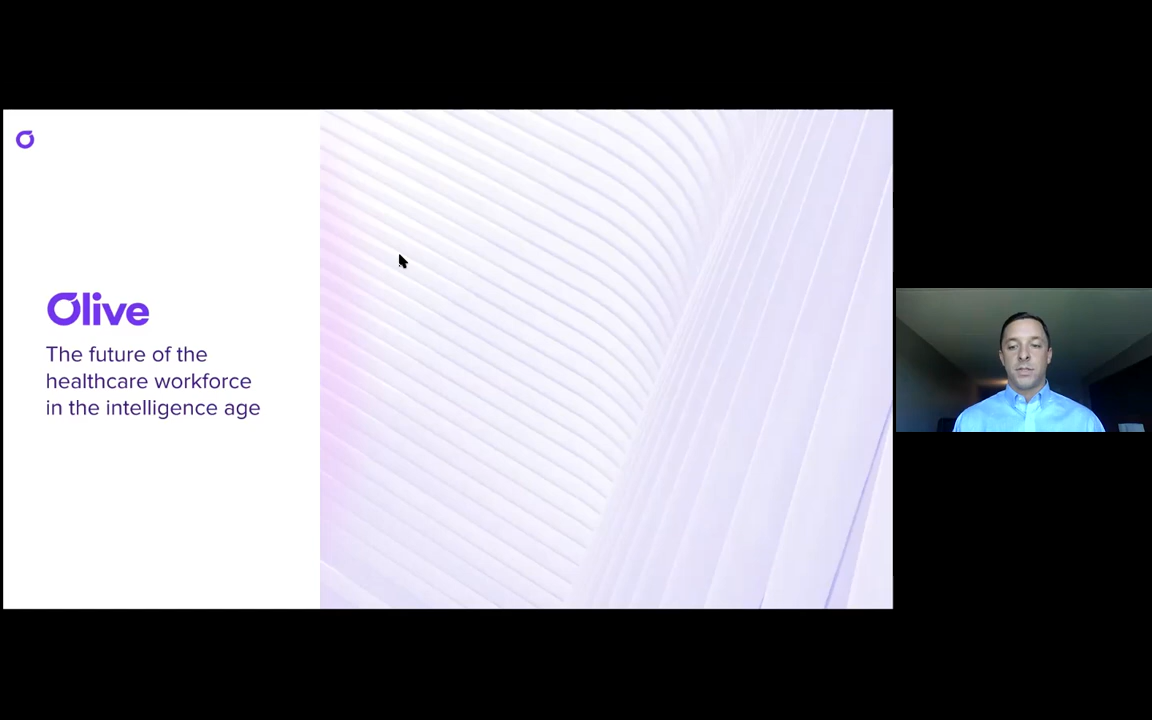 Olive
The future of the
healthcare workforce
in the intelligence age